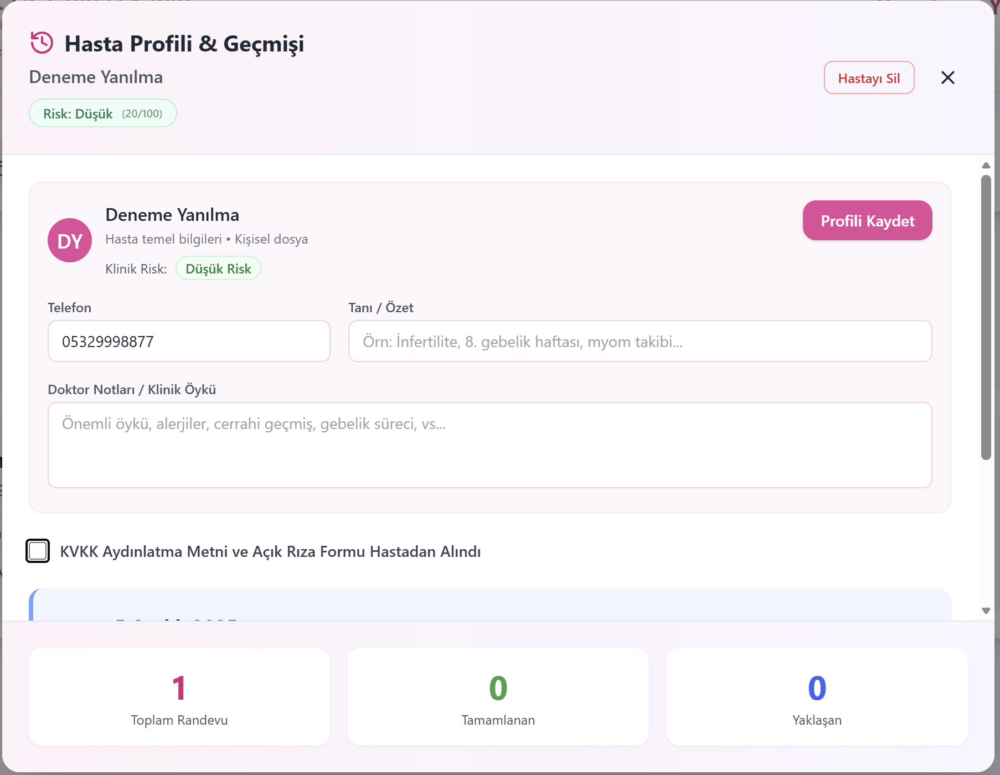 Hasta Profili & Geçmişi
Deneme Yanılma
Risk: Düşük (20/100)
Hastayı Sil
DY
Deneme Yanılma
Hasta temel bilgileri • Kişisel dosya
Klinik Risk: Düşük Risk
Profili Kaydet
Telefon
05329998877
Tanı / Özet
Örn: İnfertilite, 8. gebelik haftası, myom takibi...
Doktor Notları / Klinik Öykü
Önemli öykü, alerjiler, cerrahi geçmiş, gebelik süreci, vs...
KVKK Aydınlatma Metni ve Açık Rıza Formu Hastadan Alındı
1
Toplam Randevu
0
Tamamlanan
0
Yaklaşan